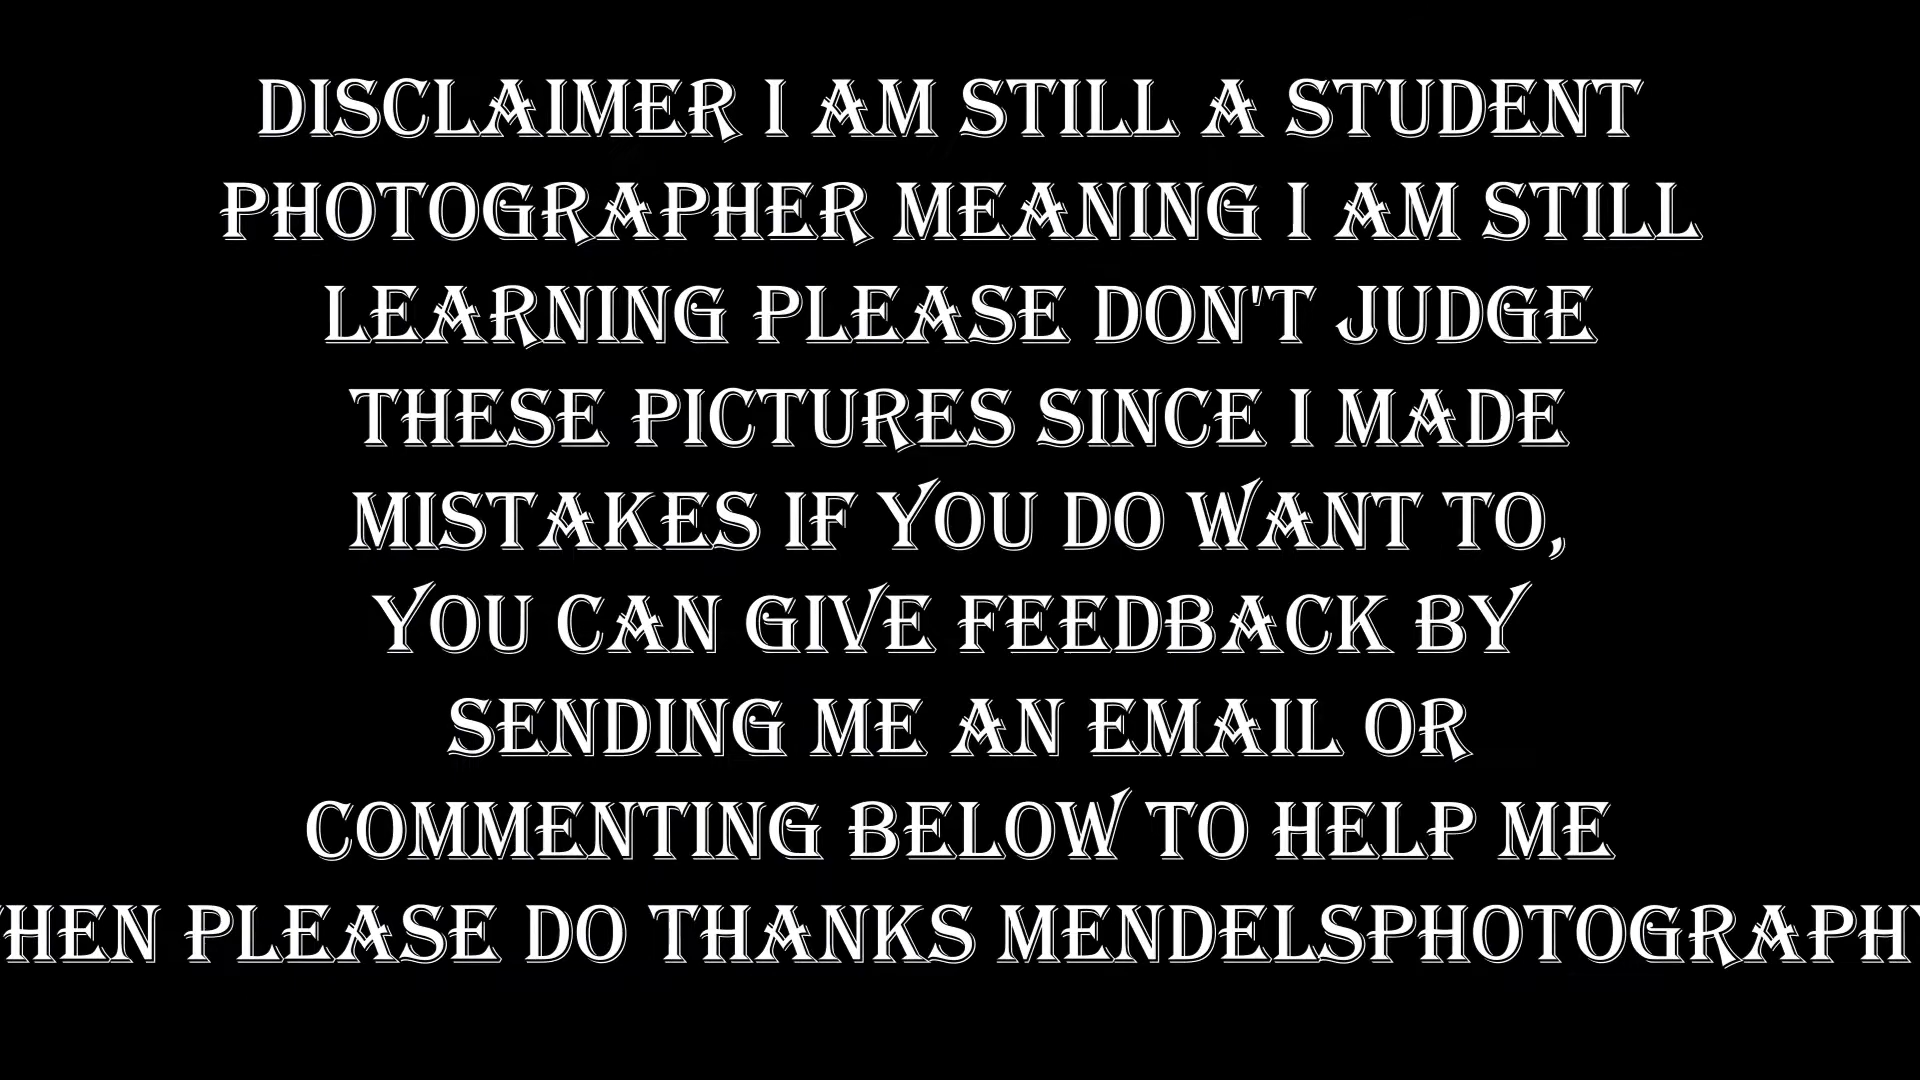 DISCLAIMER I AM STILL A STUDENT
PHOTOGRAPHER MEANING I AM STILL
LEARNING PLEASE DON'T JUDGE
THESE PICTURES SINCE I MADE
MISTAKES IF YOU DO WANT TO,
YOU CAN GIVE FEEDBACK BY
SENDING ME AN EMAIL OR
COMMENTING BELOW TO HELP ME
PLEASE DO THANKS MENDELSPHOTOGRAPHY